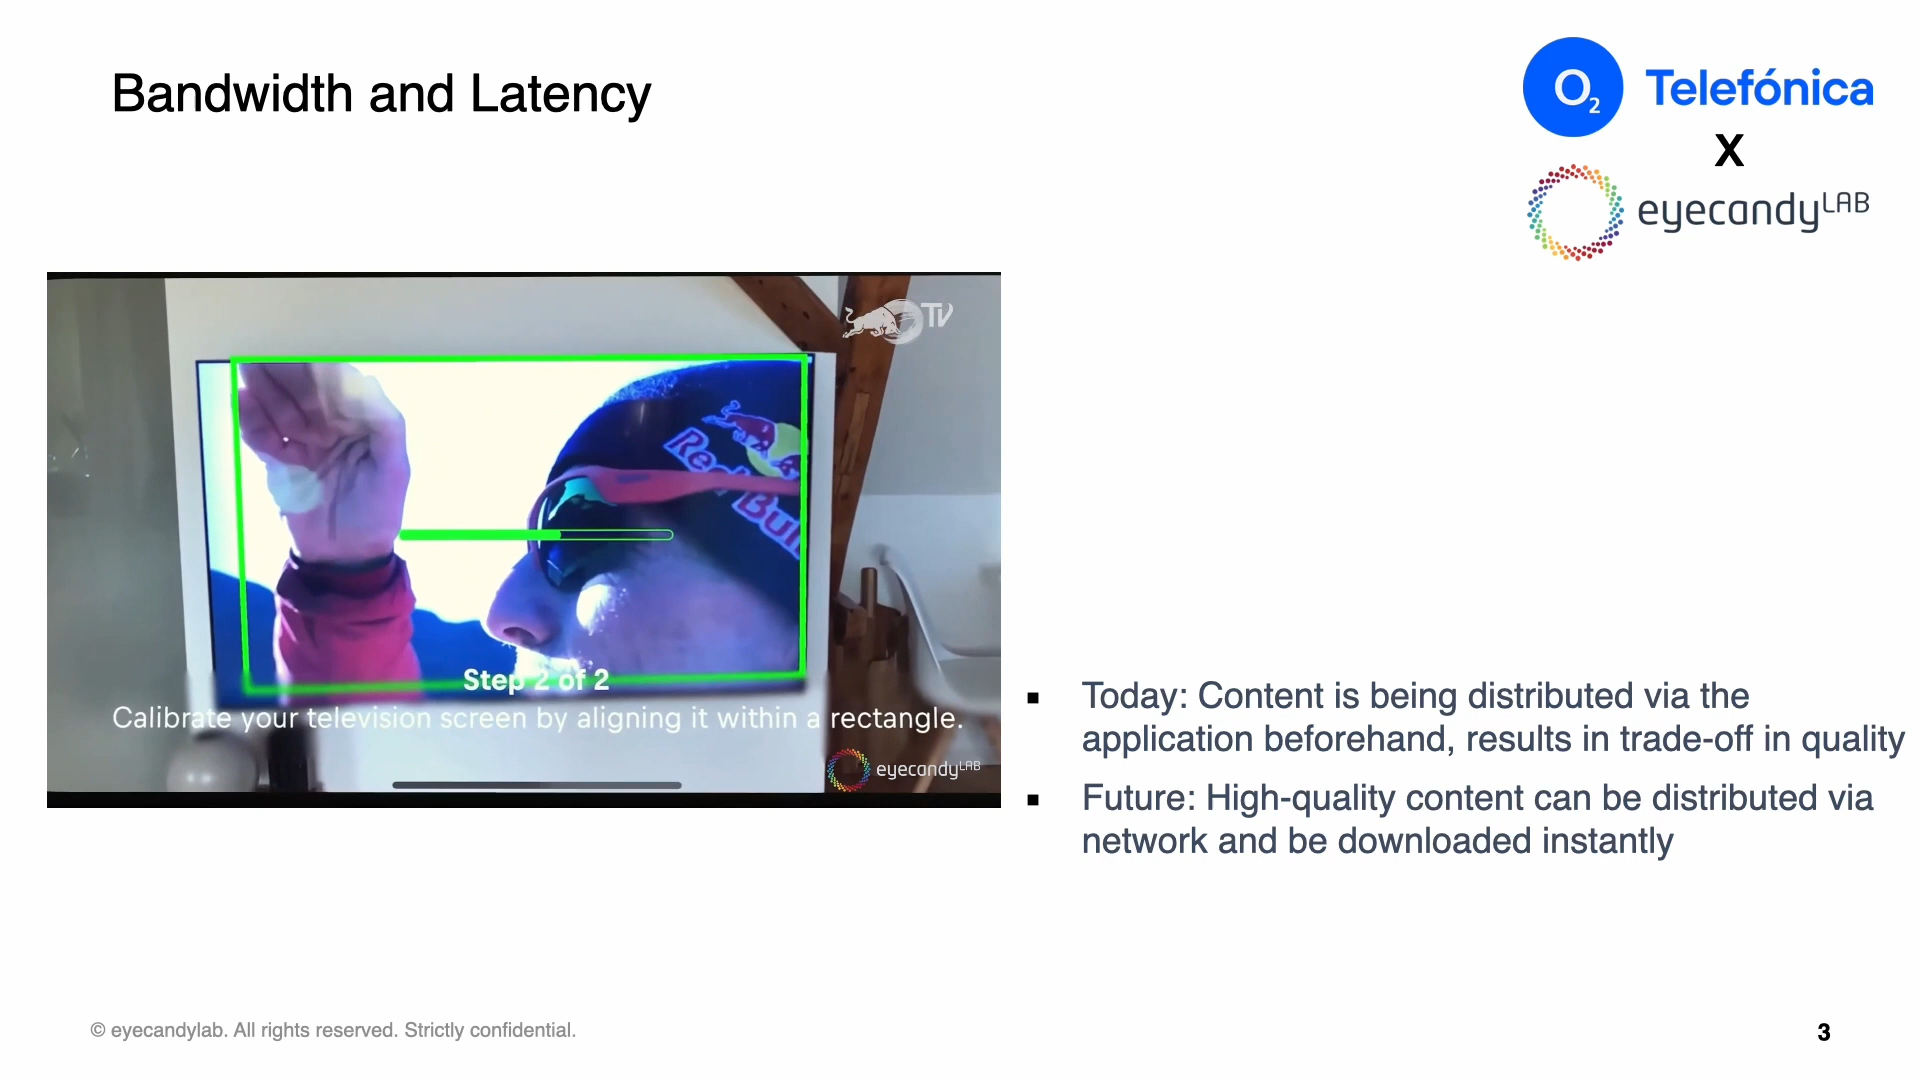 Bandwidth and Latency
O2 Telefónica
X
eyecandyLAB
TV
Red
Bull
Step 2 of 2
Calibrate your television screen by aligning it within a rectangle.
eyecandyLAB
▪ Today: Content is being distributed via the
application beforehand, results in trade-off in quality
▪ Future: High-quality content can be distributed via
network and be downloaded instantly
© eyecandylab. All rights reserved. Strictly confidential.
3